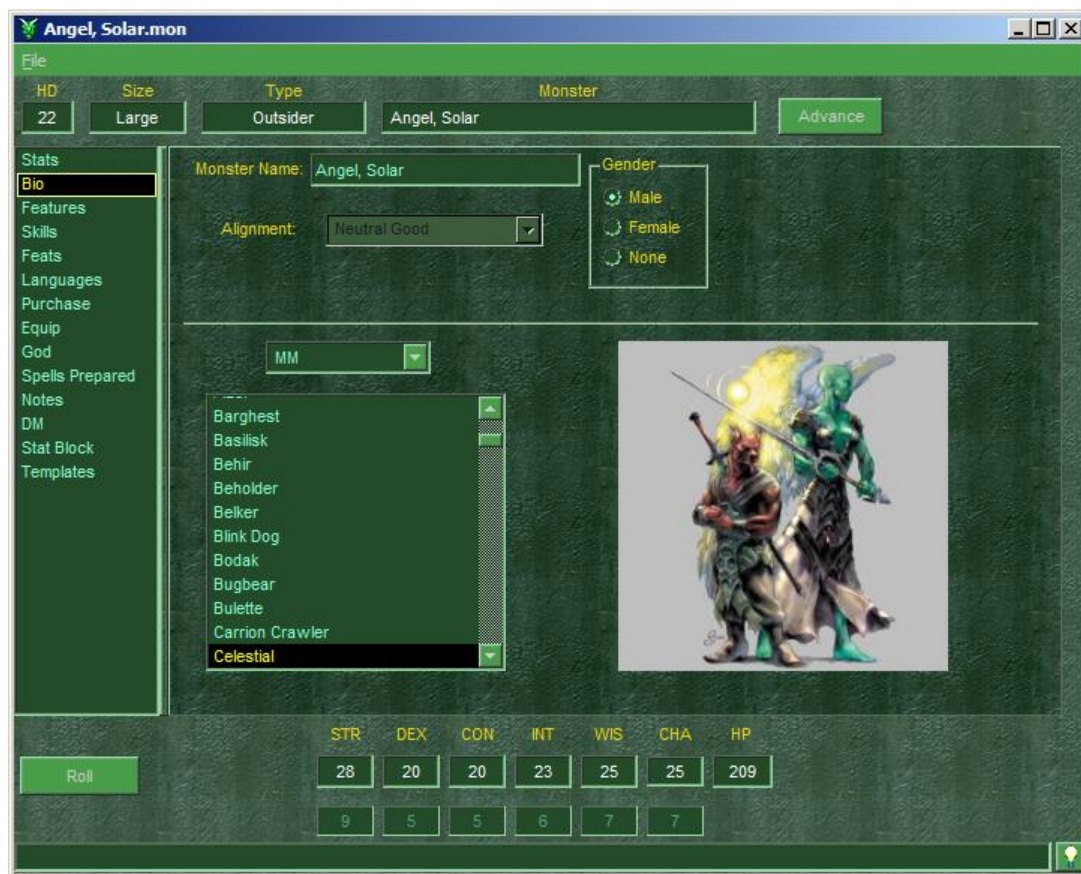 Angel, Solar.mon
File
HD Size Type Monster
22 Large Outsider Angel, Solar Advance
Stats
Bio
Features
Skills
Feats
Languages
Purchase
Equip
God
Spells Prepared
Notes
DM
Stat Block
Templates
Monster Name: Angel, Solar
Alignment: Neutral Good
Gender
Male
Female
None
MM
Barghest
Basilisk
Behir
Beholder
Belker
Blink Dog
Bodak
Bugbear
Bulette
Carrion Crawler
Celestial
STR DEX CON INT WIS CHA HP
Roll 28 20 20 23 25 25 209
9 5 5 6 7 7